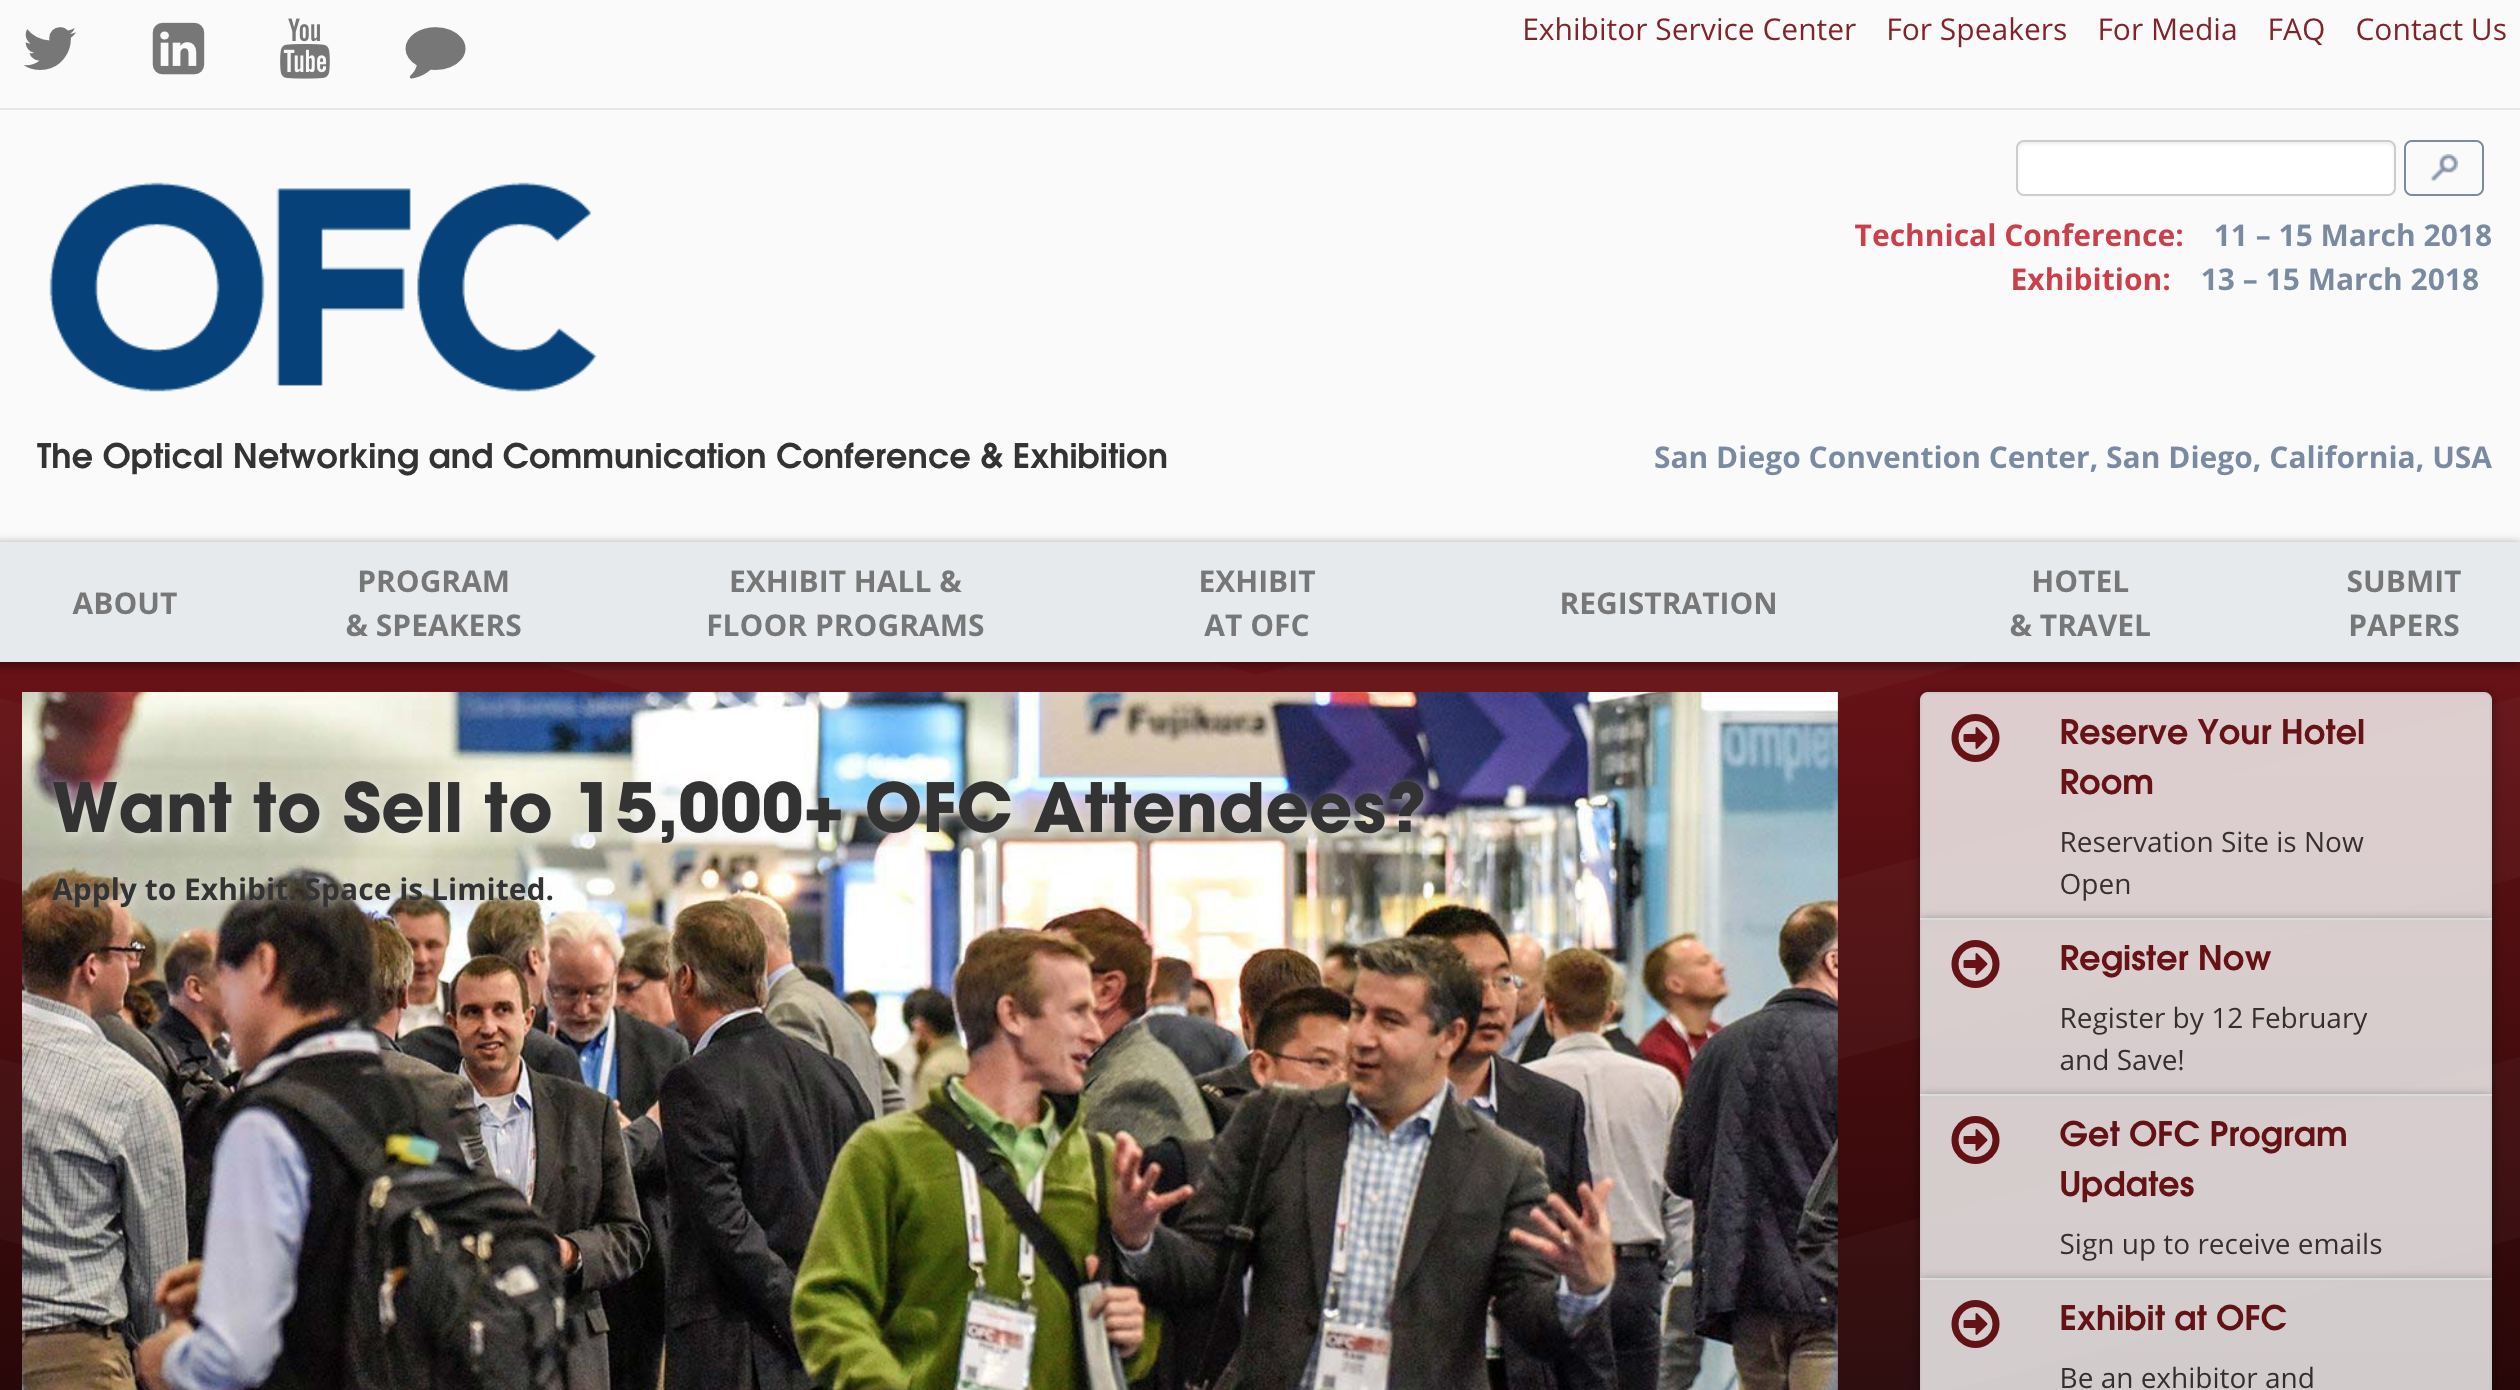 You
Tube
in
Exhibitor Service Center For Speakers For Media FAQ Contact Us
OFC
Technical Conference: 11 – 15 March 2018
Exhibition: 13 – 15 March 2018
The Optical Networking and Communication Conference & Exhibition
San Diego Convention Center, San Diego, California, USA
ABOUT
PROGRAM
& SPEAKERS
EXHIBIT HALL &
FLOOR PROGRAMS
EXHIBIT
AT OFC
REGISTRATION
HOTEL
& TRAVEL
SUBMIT
PAPERS
Fujikura
Want to Sell to 15,000+ OFC Attendees?
Apply to Exhibit. Space is Limited.
OFC
OFC
Reserve Your Hotel
Room
Reservation Site is Now
Open
Register Now
Register by 12 February
and Save!
Get OFC Program
Updates
Sign up to receive emails
Exhibit at OFC
Be an exhibitor and